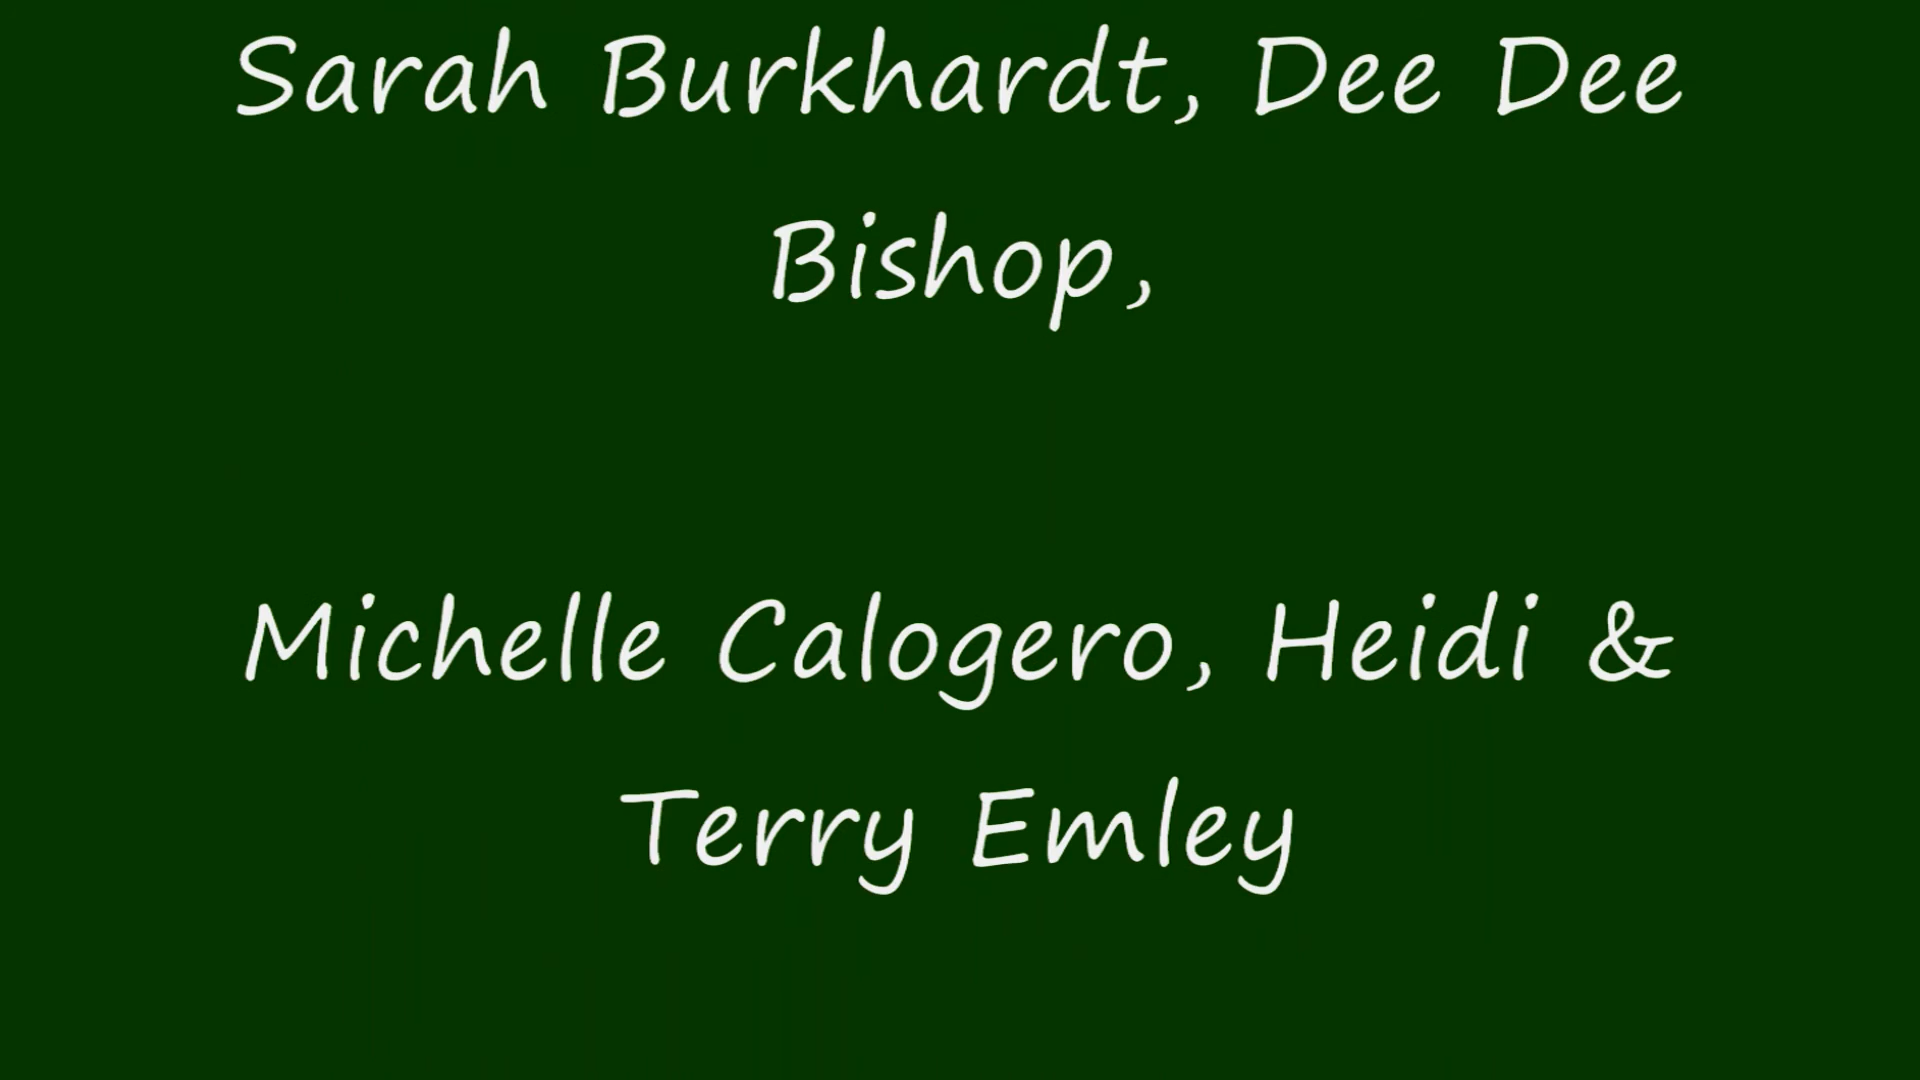 Sarah Burkhardt, Dee Dee
Bishop,
Michelle Calogero, Heidi &
Terry Emley